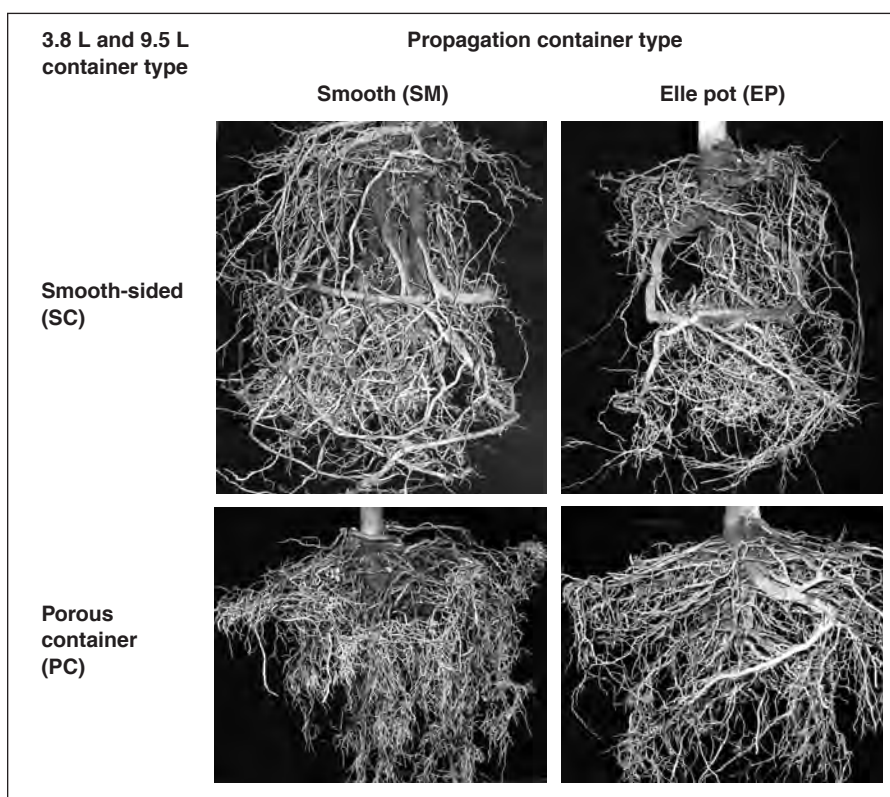 3.8 L and 9.5 L
container type
Propagation container type
Smooth (SM)
Elle pot (EP)
Smooth-sided
(SC)
Porous
container
(PC)